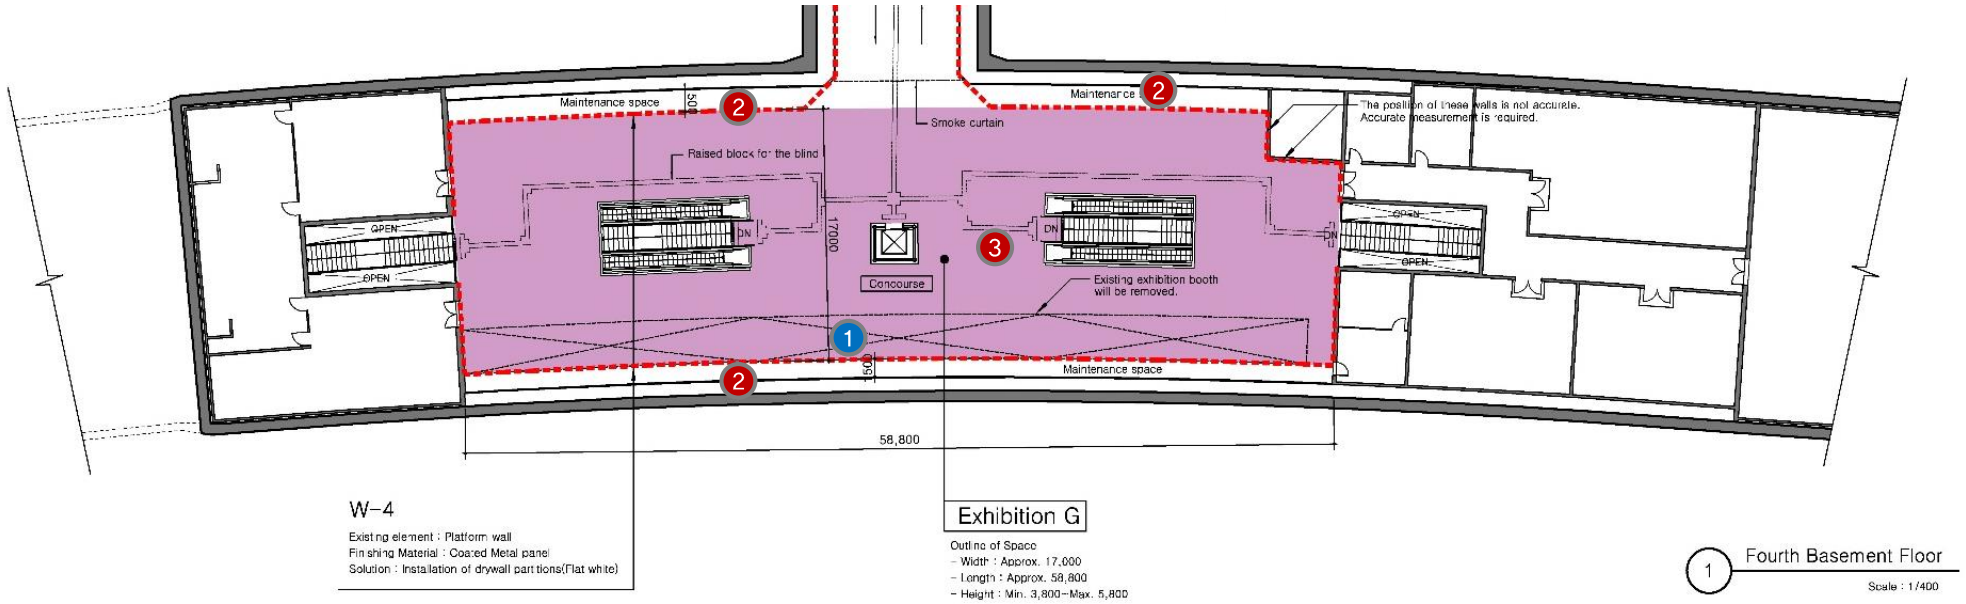 Maintenance space
500
2
Maintenance
2
The position of these walls is not accurate.
Accurate measurement is required.
Smoke curtain
Raised block for the blind
OPEN
OPEN
DN
17000
3
DN
DN
OPEN
OPEN
Concourse
Existing exhibition booth
will be removed.
1
2
1500
Maintenance space
58,800
W-4
Existing element : Platform wall
Finishing Material : Coated Metal panel
Solution : Installation of drywall partitions(Flat white)
Exhibition G
Outline of Space
- Width : Approx. 17,000
- Length : Approx. 58,800
- Height : Min. 3,800~Max. 5,800
1
Fourth Basement Floor
Scale : 1/400